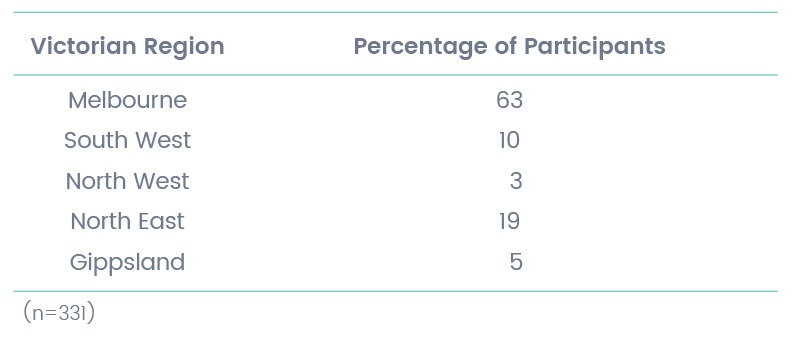 Victorian Region Percentage of Participants
Melbourne 63
South West 10
North West 3
North East 19
Gippsland 5
(n=331)